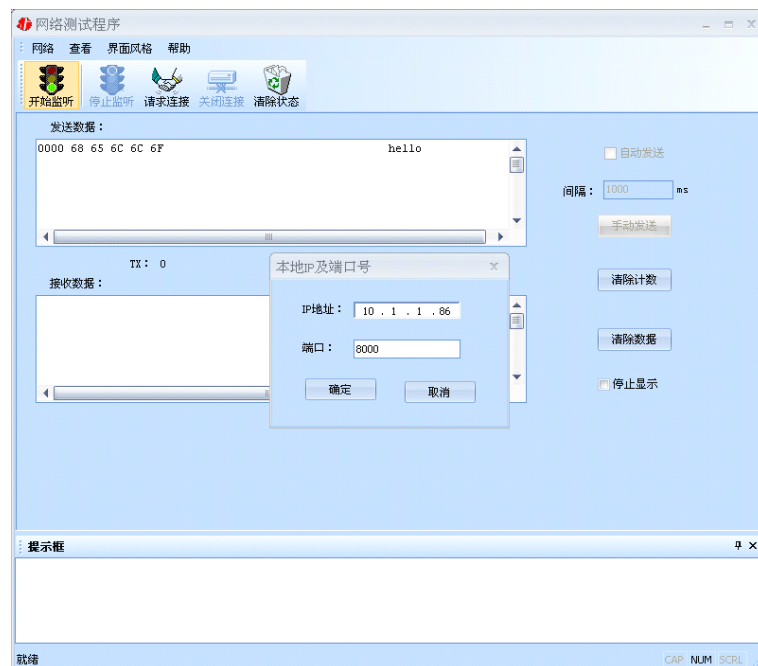 网络测试程序
网络 查看 界面风格 帮助
开始监听 停止监听 请求连接 关闭连接 清除状态
发送数据：
0000 68 65 6C 6C 6F hello
自动发送
间隔： 1000 ms
手动发送
TX： 0
接收数据：
清除计数
清除数据
停止显示
本地IP及端口号
IP地址： 10 . 1 . 1 . 86
端口： 8000
确定 取消
提示框
就绪
CAP NUM SCRL